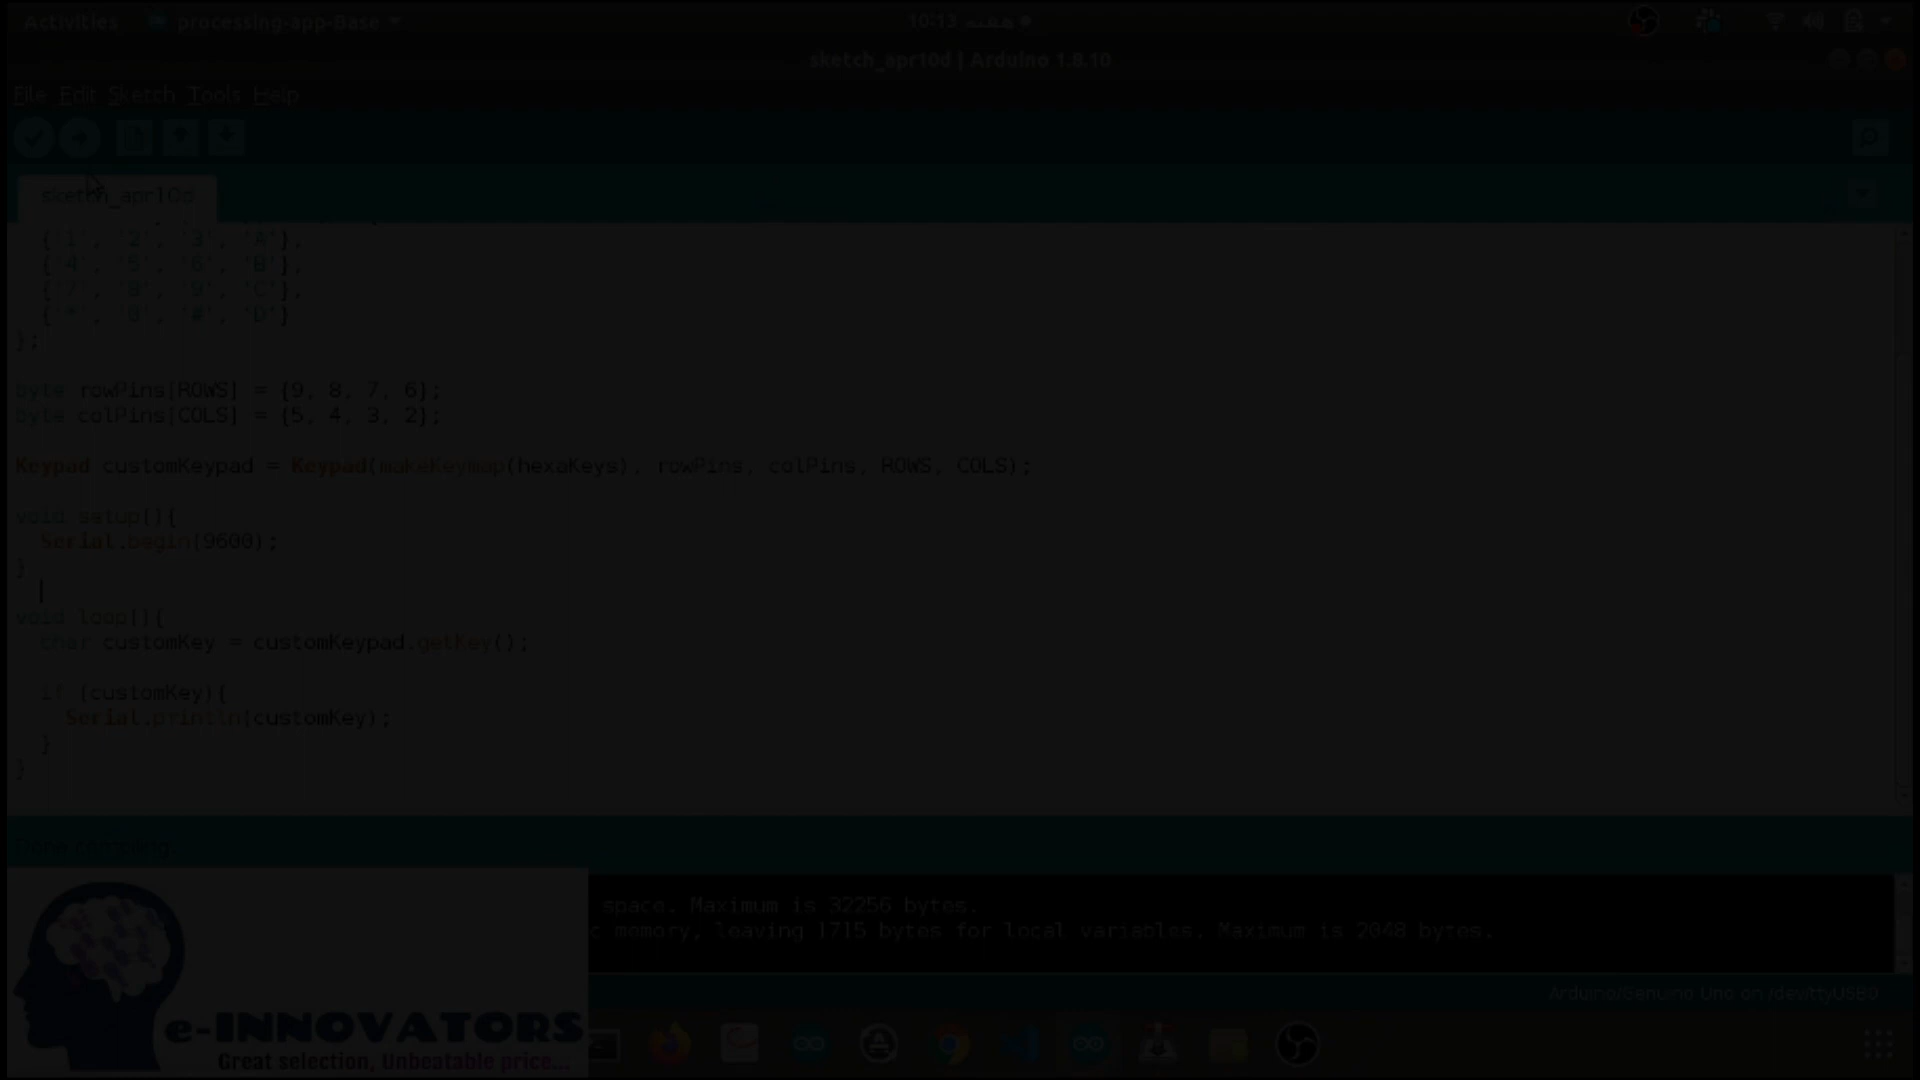 Activities processing-app-Base 10:13 هفته
sketch_apr10d | Arduino 1.8.10
File Edit Sketch Tools Help
sketch_apr10d
{'1', '2', '3', 'A'},
{'4', '5', '6', 'B'},
{'7', '8', '9', 'C'},
{'*', '0', '#', 'D'}
};
byte rowPins[ROWS] = {9, 8, 7, 6};
byte colPins[COLS] = {5, 4, 3, 2};
Keypad customKeypad = Keypad(makeKeymap(hexaKeys), rowPins, colPins, ROWS, COLS);
void setup(){
Serial.begin(9600);
}
void loop(){
char customKey = customKeypad.getKey();
if (customKey){
Serial.println(customKey);
}
}
Done compiling.
space. Maximum is 32256 bytes.
c memory, leaving 1715 bytes for local variables. Maximum is 2048 bytes.
Arduino/Genuino Uno on /dev/ttyUSB0
e-INNOVATORS
Great selection, Unbeatable price...